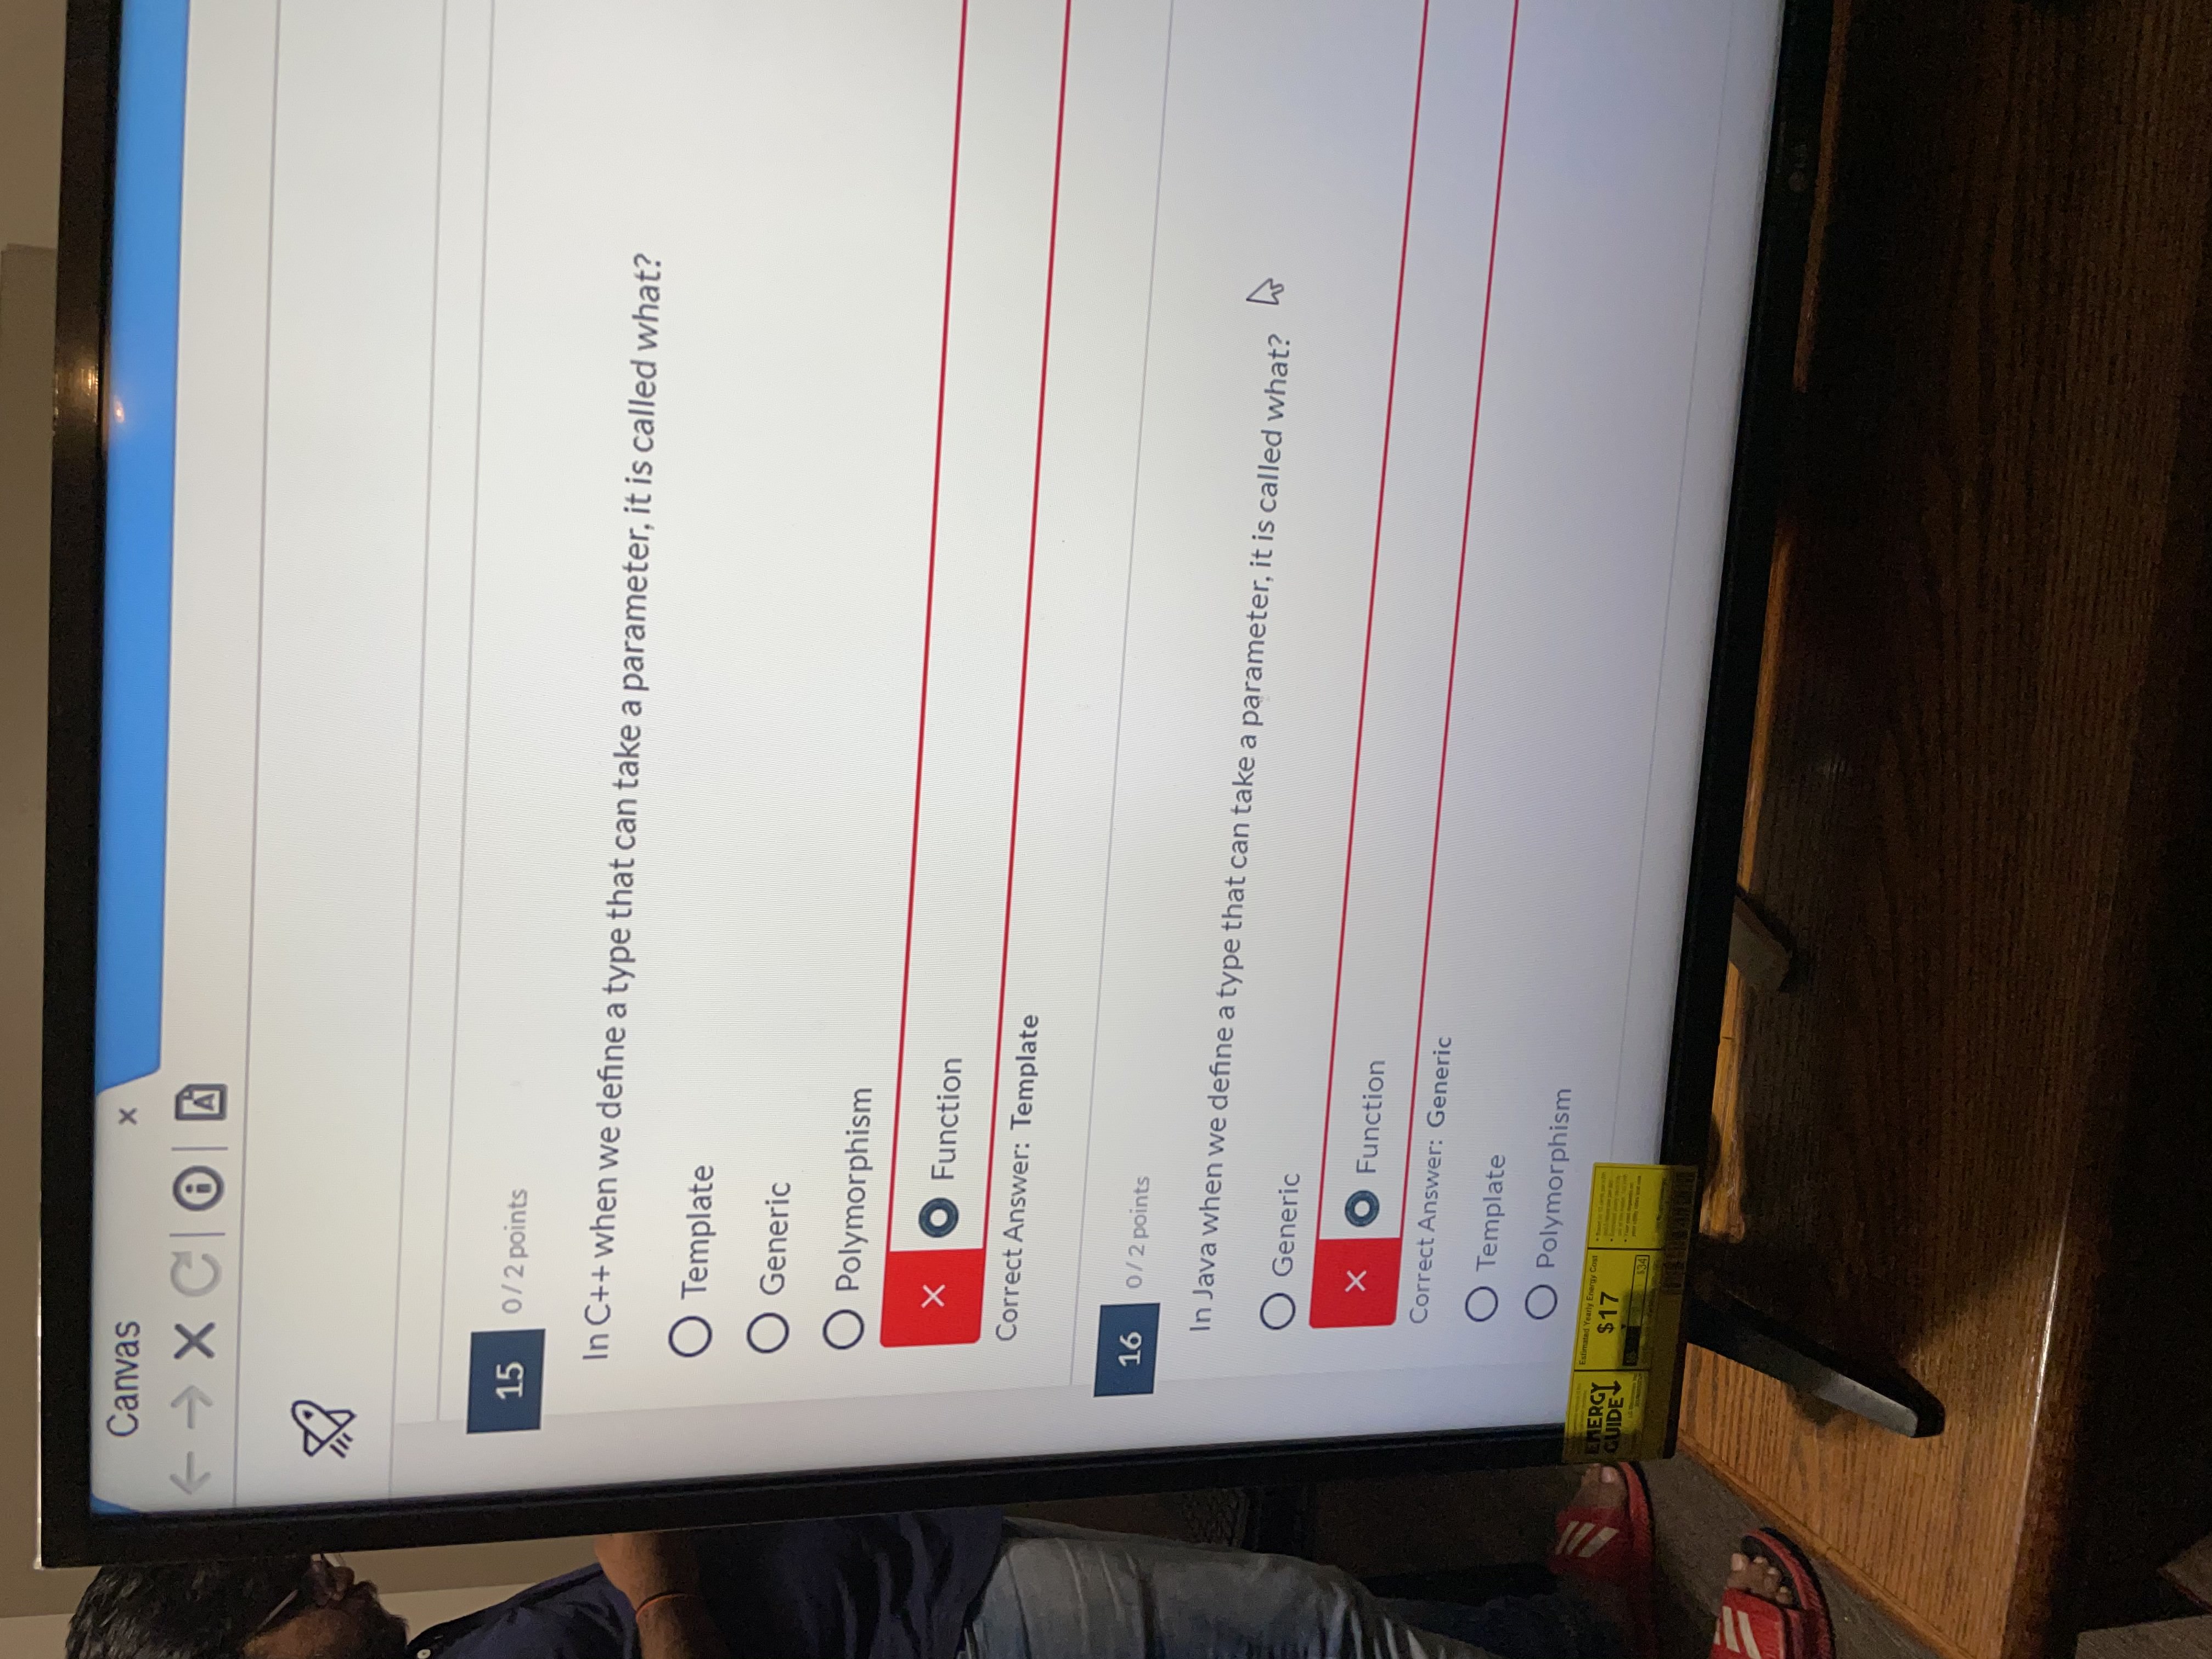 Canvas
15 0 / 2 points
In C++ when we define a type that can take a parameter, it is called what?
Template
Generic
Polymorphism
Function
Correct Answer: Template
16 0 / 2 points
In Java when we define a type that can take a parameter, it is called what?
Generic
Function
Correct Answer: Generic
Template
Polymorphism
ENERGY
GUIDE
Estimated Yearly Energy Cost
$17
$34
LG